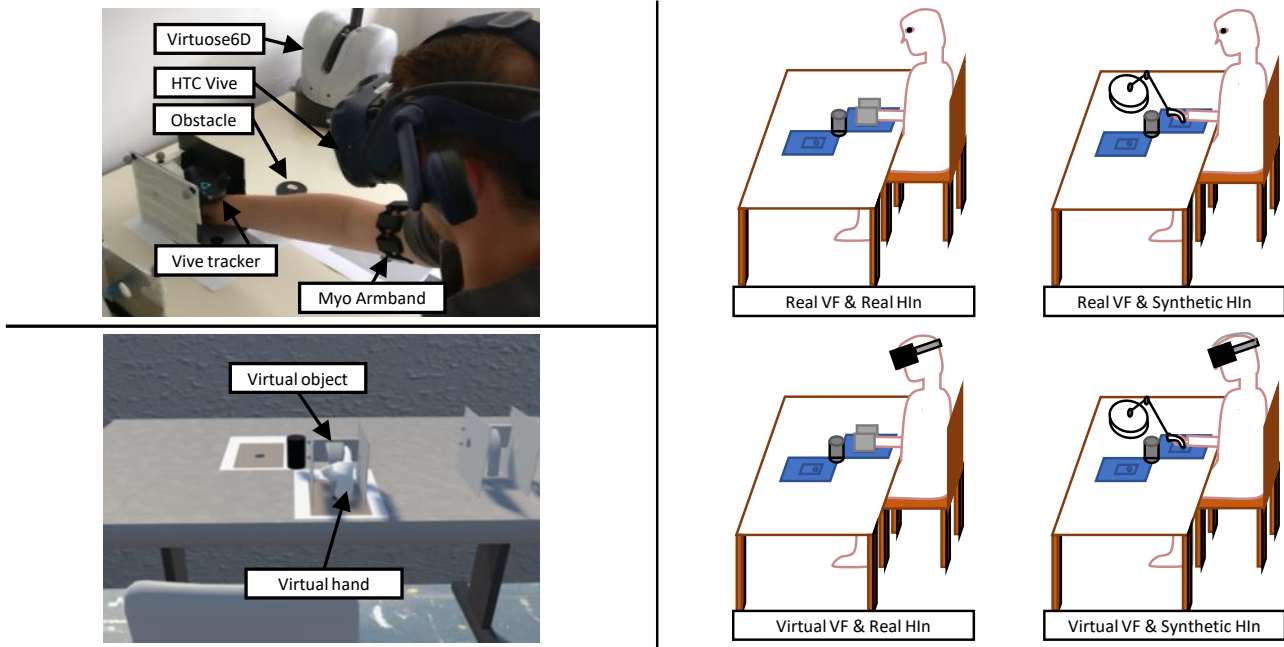 Virtuose6D
HTC Vive
Obstacle
Vive tracker
Myo Armband
Virtual object
Virtual hand
Real VF & Real HIn
Real VF & Synthetic HIn
Virtual VF & Real HIn
Virtual VF & Synthetic HIn